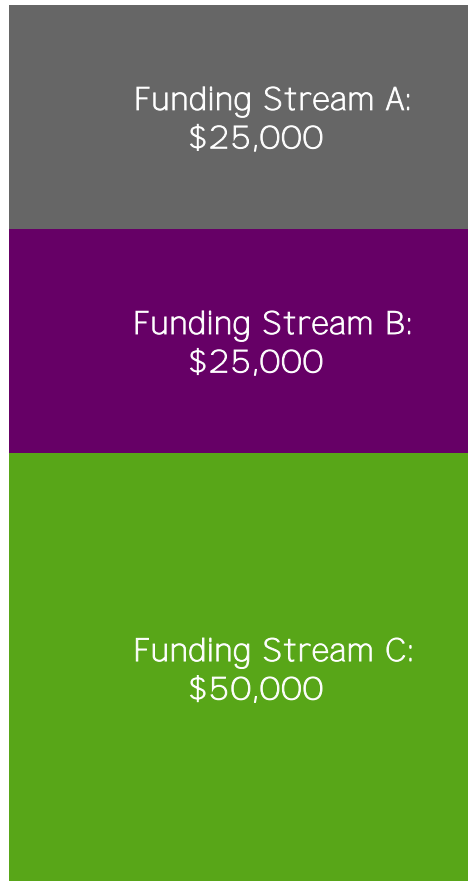 Funding Stream A:
$25,000
Funding Stream B:
$25,000
Funding Stream C:
$50,000